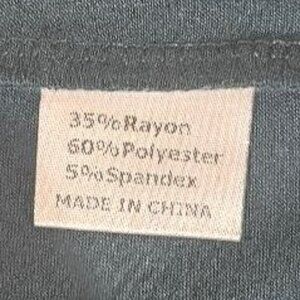 35%Rayon
60%Polyester
5%Spandex
MADE IN CHINA